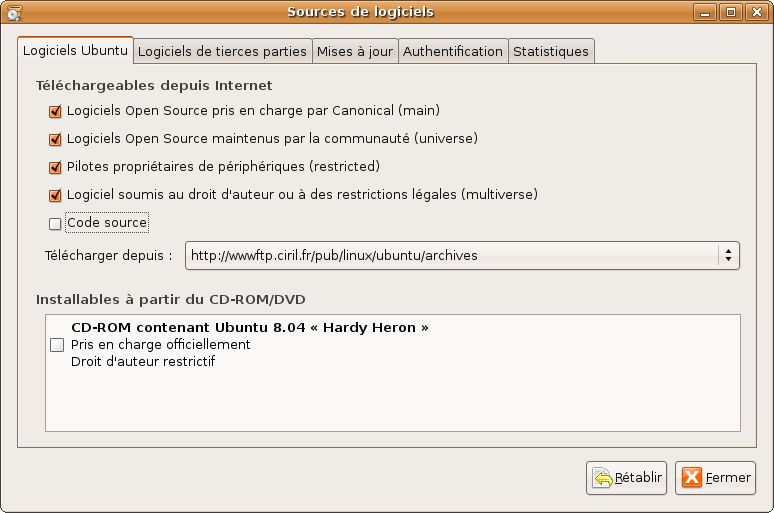 Sources de logiciels
Logiciels Ubuntu
Logiciels de tierces parties
Mises à jour
Authentification
Statistiques
Téléchargeables depuis Internet
Logiciels Open Source pris en charge par Canonical (main)
Logiciels Open Source maintenus par la communauté (universe)
Pilotes propriétaires de périphériques (restricted)
Logiciel soumis au droit d'auteur ou à des restrictions légales (multiverse)
Code source
Télécharger depuis :
http://wwwftp.ciril.fr/pub/linux/ubuntu/archives
Installables à partir du CD-ROM/DVD
CD-ROM contenant Ubuntu 8.04 « Hardy Heron »
Pris en charge officiellement
Droit d'auteur restrictif
Rétablir
Fermer